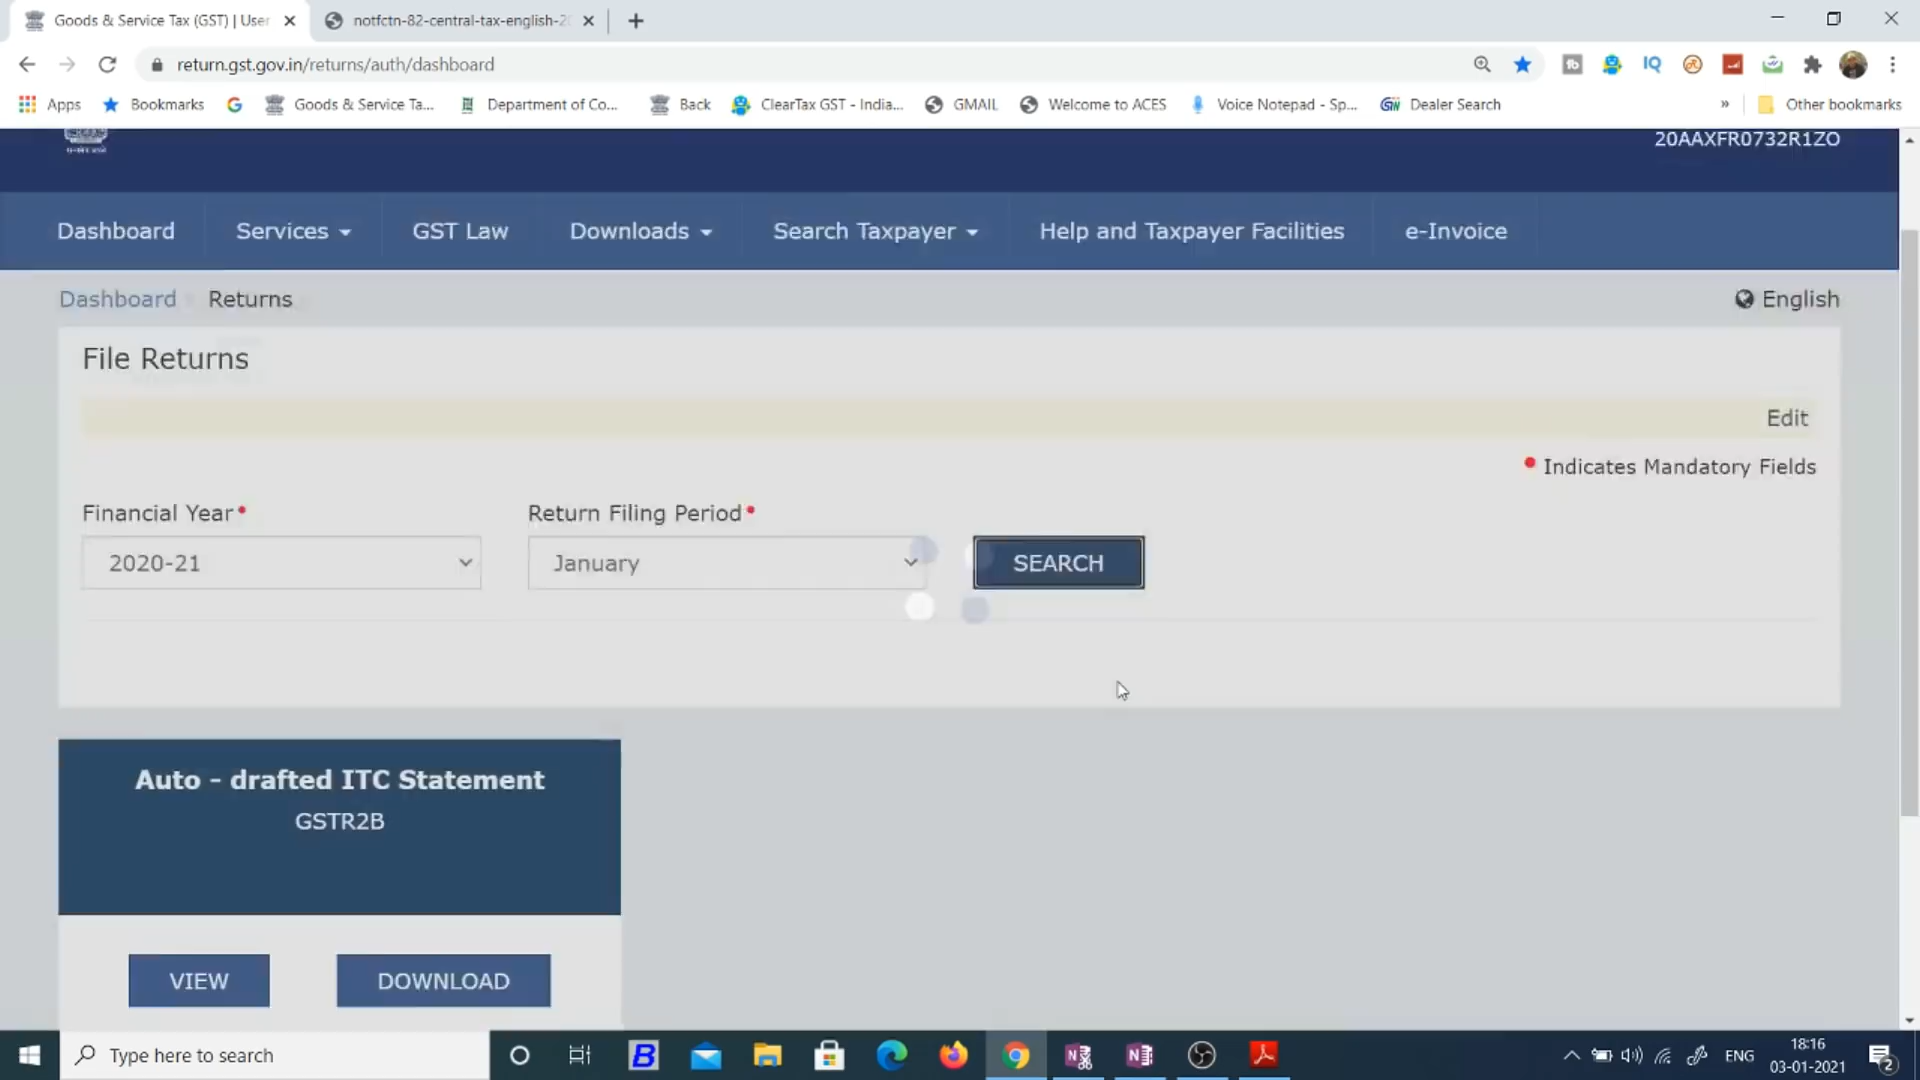 Goods & Service Tax (GST) | User
notfctn-82-central-tax-english-2
return.gst.gov.in/returns/auth/dashboard
Apps
Bookmarks
Goods & Service Ta...
Department of Co...
Back
ClearTax GST - India...
GMAIL
Welcome to ACES
Voice Notepad - Sp...
Dealer Search
»
Other bookmarks
20AAXFR0732R1ZO
Dashboard
Services
GST Law
Downloads
Search Taxpayer
Help and Taxpayer Facilities
e-Invoice
Dashboard
Returns
English
File Returns
Edit
• Indicates Mandatory Fields
Financial Year•
Return Filing Period•
2020-21
January
SEARCH
Auto - drafted ITC Statement
GSTR2B
VIEW
DOWNLOAD
Type here to search
ENG
18:16
03-01-2021
2